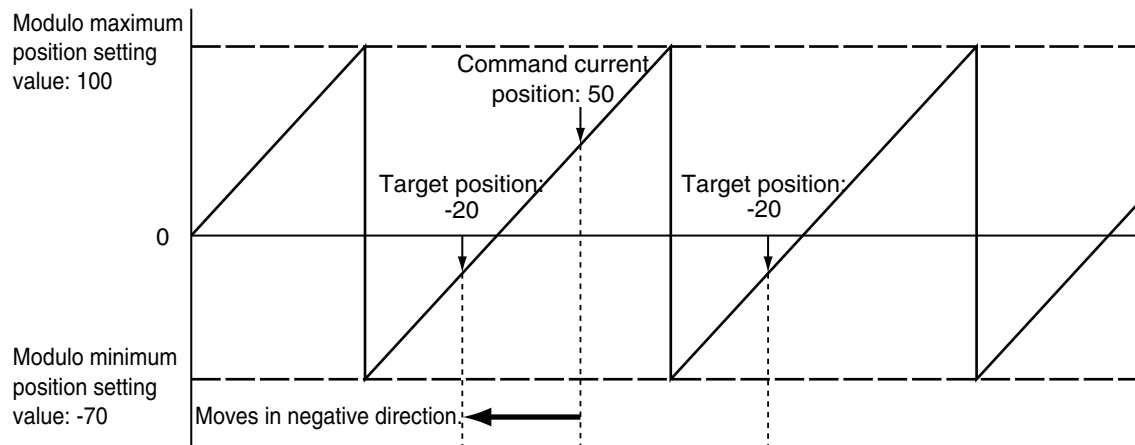 Modulo maximum
position setting
value: 100
Command current
position: 50
Target position:
-20
Target position:
-20
0
Modulo minimum
position setting
value: -70
Moves in negative direction.